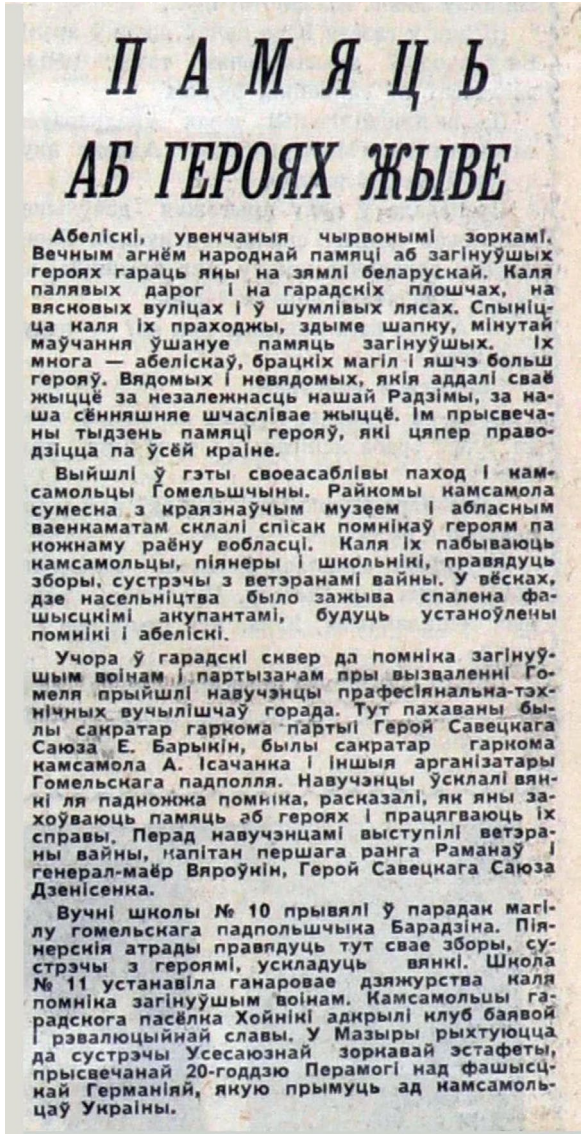 ПАМЯЦЬ
АБ ГЕРОЯХ ЖЫВЕ
Абеліскі, увенчаныя чырвонымі зоркамі.
Вечным агнём народнай памяці аб загінуўшых
героях гараць яны на зямлі беларускай. Каля
палявых дарог і на гарадскіх плошчах, на
вясковых вуліцах і ў шумлівых лясах. Спыніц-
ца каля іх праходжы, здыме шапку, мінутай
маўчання ўшануе памяць загінуўшых. Іх
многа — абеліскаў, брацкіх магіл і яшчэ больш
герояў. Вядомых і невядомых, якія аддалі сваё
жыццё за незалежнасць нашай Радзімы, за на-
ша сённяшняе шчаслівае жыццё. Ім прысвеча-
ны тыдзень памяці герояў, які цяпер право-
дзіцца па ўсёй краіне.
Выйшлі ў гэты своеасаблівы паход і кам-
самольцы Гомельшчыны. Райкомы камсамола
сумесна з краязнаўчым музеем і абласным
ваенкаматам склалі спісак помнікаў героям па
кожнаму раёну вобласці. Каля іх пабываюць
камсамольцы, піянеры і школьнікі, правядуць
зборы, сустрэчы з ветэранамі вайны. У вёсках,
дзе насельніцтва было зажыва спалена фа-
шысцкімі акупантамі, будуць устаноўлены
помнікі і абеліскі.
Учора ў гарадскі сквер да помніка загінуў-
шым воінам і партызанам пры вызваленні Го-
меля прыйшлі навучэнцы прафесіянальна-тэх-
нічных вучылішчаў горада. Тут пахаваны бы-
лы сакратар гаркома партыі Герой Савецкага
Саюза Е. Барыкін, былы сакратар гаркома
камсамола А. Ісачанка і іншыя арганізатары
Гомельскага падполля. Навучэнцы ўсклалі вян-
кі ля падножжа помніка, расказалі, як яны за-
хоўваюць памяць аб героях і працягваюць іх
справы. Перад навучэнцамі выступілі ветэра-
ны вайны, капітан першага ранга Раманаў і
генерал-маёр Вяроўнін, Герой Савецкага Саюза
Дзенісенка.
Вучні школы № 10 прывялі ў парадак магі-
лу гомельскага падпольшчыка Барадзіна. Пія-
нерскія атрады правядуць тут свае зборы, су-
стрэчы з героямі, ускладуць вянкі. Школа
№ 11 устанавіла ганаровае дзяжурства каля
помніка загінуўшым воінам. Камсамольцы га-
радскога пасёлка Хойнікі адкрылі клуб баявой
і рэвалюцыйнай славы. У Мазыры рыхтуюцца
да сустрэчы Усесаюзнай зоркавай эстафеты,
прысвечанай 20-годдзю Перамогі над фашысц-
кай Германіяй, якую прымуць ад камсамоль-
цаў Украіны.